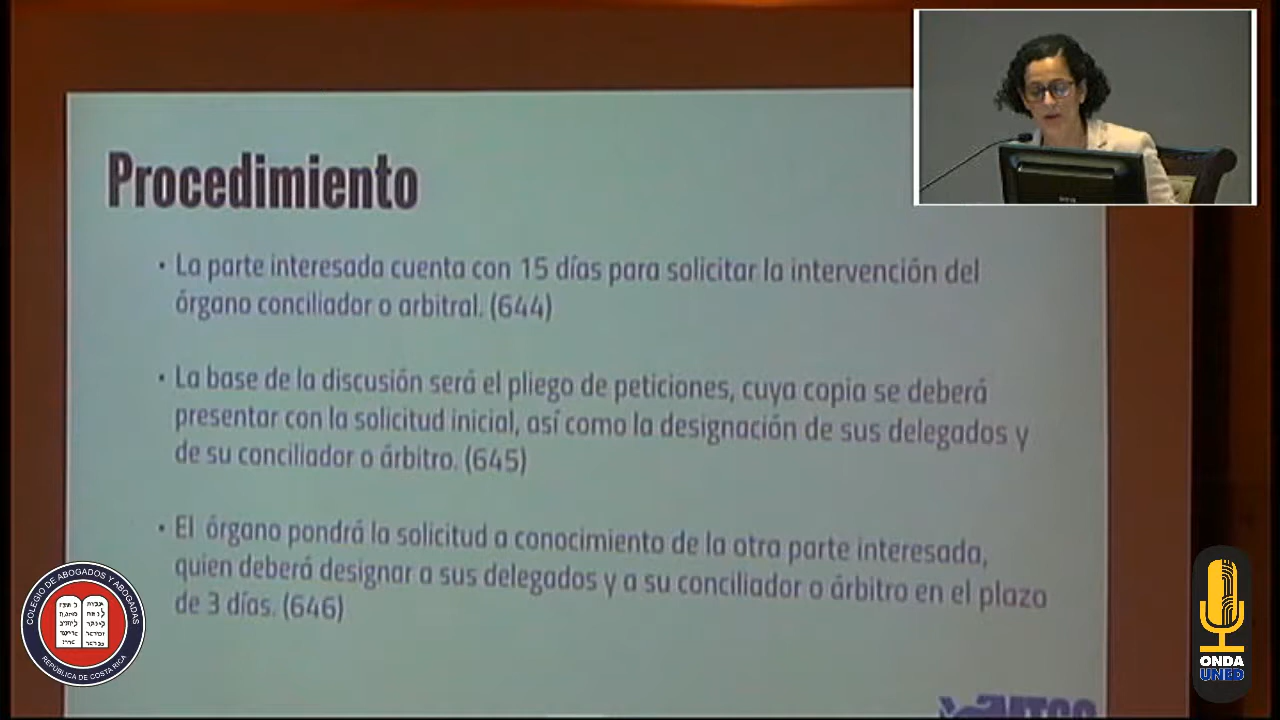 Procedimiento
• La parte interesada cuenta con 15 días para solicitar la intervención del
órgano conciliador o arbitral. (644)
• La base de la discusión será el pliego de peticiones, cuya copia se deberá
presentar con la solicitud inicial, así como la designación de sus delegados y
de su conciliador o árbitro. (645)
• El órgano pondrá la solicitud a conocimiento de la otra parte interesada,
quien deberá designar a sus delegados y a su conciliador o árbitro en el plazo
de 3 días. (646)
COLEGIO DE ABOGADOS Y ABOGADAS
REPÚBLICA DE COSTA RICA
ONDA
UNED